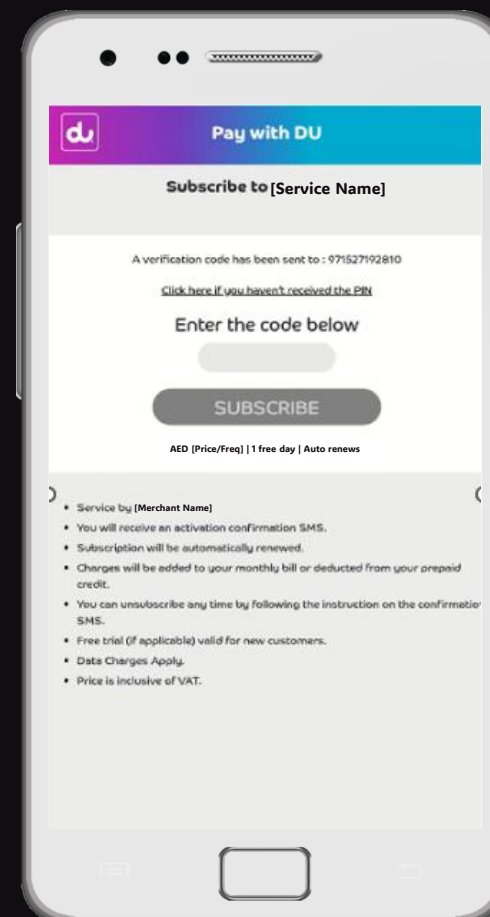 du
Pay with DU
Subscribe to [Service Name]
A verification code has been sent to : 971527192810
Click here if you haven't received the PIN
Enter the code below
SUBSCRIBE
AED [Price/Freq] | 1 free day | Auto renews
• Service by [Merchant Name]
• You will receive an activation confirmation SMS.
• Subscription will be automatically renewed.
• Charges will be added to your monthly bill or deducted from your prepaid
credit.
• You can unsubscribe any time by following the instruction on the confirmation
SMS.
• Free trial (if applicable) valid for new customers.
• Data Charges Apply.
• Price is inclusive of VAT.